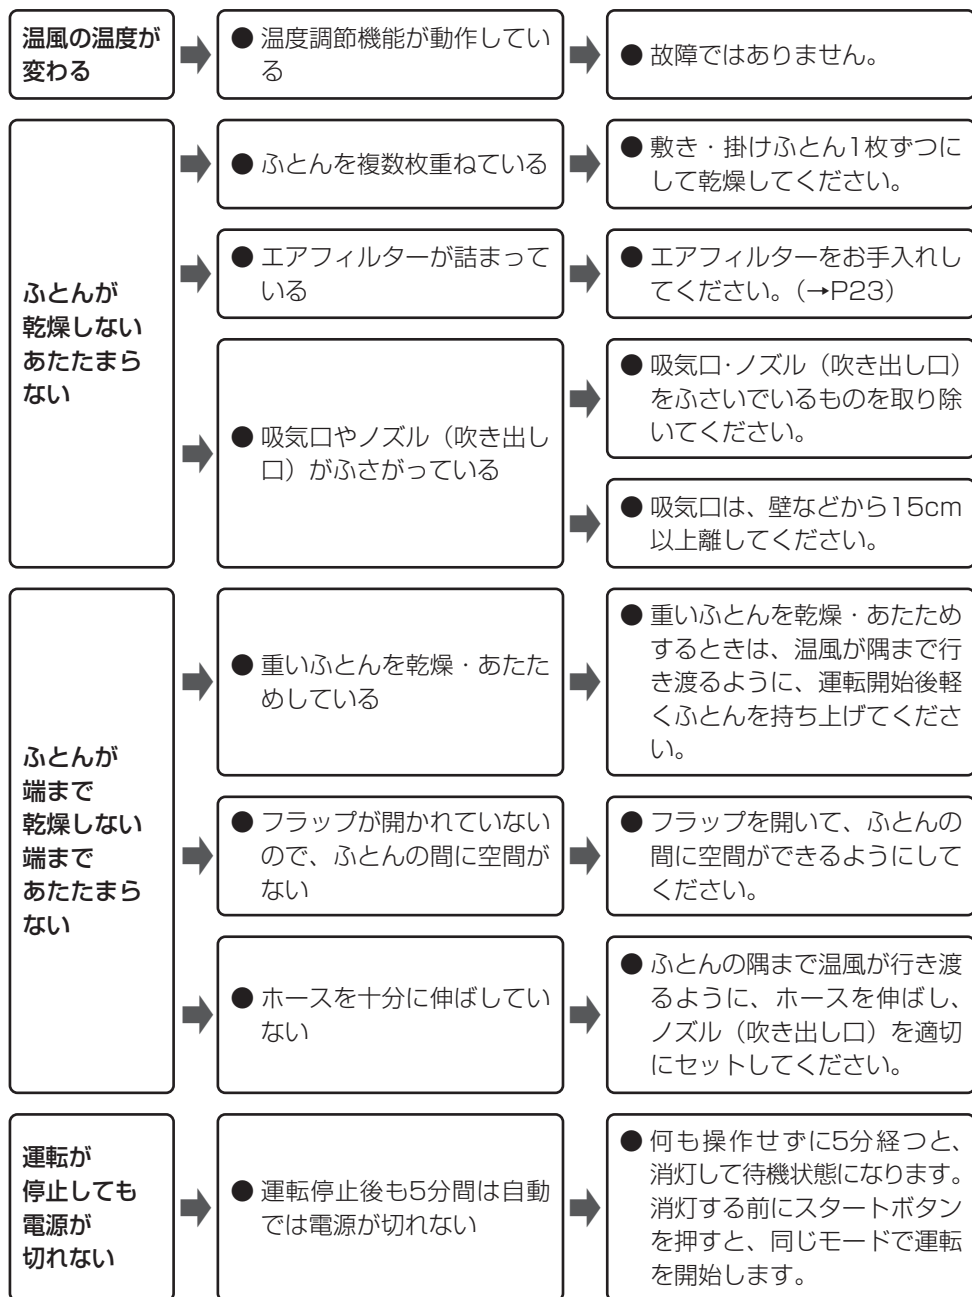 温風の温度が
変わる
● 温度調節機能が動作してい
る
● 故障ではありません。
ふとんが
乾燥しない
あたたまら
ない
● ふとんを複数枚重ねている
● 敷き・掛けふとん1枚ずつに
して乾燥してください。
● エアフィルターが詰まって
いる
● エアフィルターをお手入れし
てください。(→P23)
● 吸気口やノズル（吹き出し
口）がふさがっている
● 吸気口・ノズル（吹き出し口）
をふさいでいるものを取り除
いてください。
● 吸気口は、壁などから15cm
以上離してください。
ふとんが
端まで
乾燥しない
端まで
あたたまら
ない
● 重いふとんを乾燥・あたた
めしている
● 重いふとんを乾燥・あたため
するときは、温風が隅まで行
き渡るように、運転開始後軽
くふとんを持ち上げてくださ
い。
● フラップが開かれていない
ので、ふとんの間に空間が
ない
● フラップを開いて、ふとんの
間に空間ができるようにして
ください。
● ホースを十分に伸ばしてい
ない
● ふとんの隅まで温風が行き渡
るように、ホースを伸ばし、
ノズル（吹き出し口）を適切
にセットしてください。
運転が
停止しても
電源が
切れない
● 運転停止後も5分間は自動
では電源が切れない
● 何も操作せずに5分経つと、
消灯して待機状態になります。
消灯する前にスタートボタン
を押すと、同じモードで運転
を開始します。